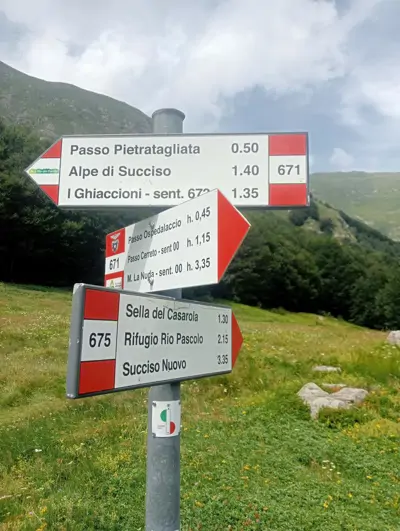 Passo Pietratagliata 0.50
Alpe di Succiso 1.40
I Ghiaccioni - sent. 673 1.35
671
Passo Ospedalaccio h. 0,45
Passo Cerreto - sent 00 h. 1,15
M. La Nuda - sent. 00 h. 3,35
671
Sella del Casarola 1.30
Rifugio Rio Pascolo 2.15
Succiso Nuovo 3.35
675